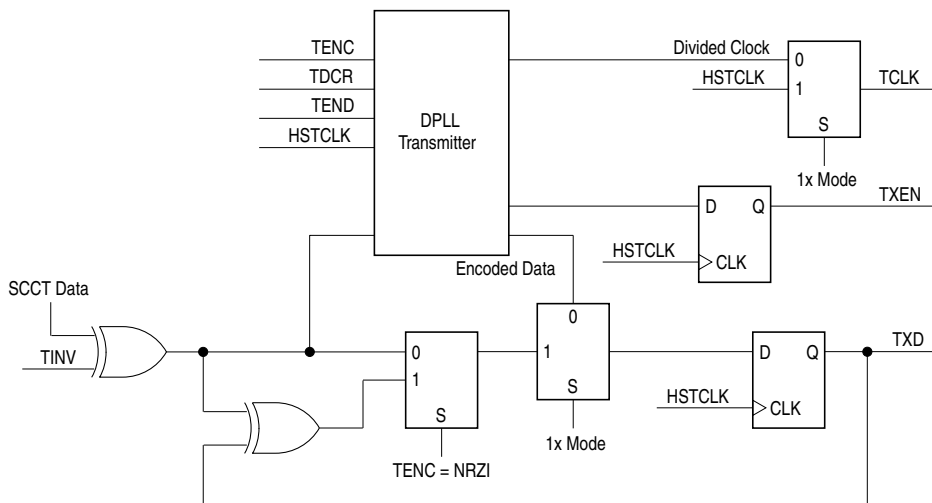 TENC
TDCR
TEND
HSTCLK
DPLL
Transmitter
Divided Clock
HSTCLK
0
1
S
TCLK
1x Mode
TXEN
D Q
HSTCLK
CLK
Encoded Data
SCCT Data
TINV
0
1
S
TENC = NRZI
0
1
S
1x Mode
D Q
HSTCLK
CLK
TXD